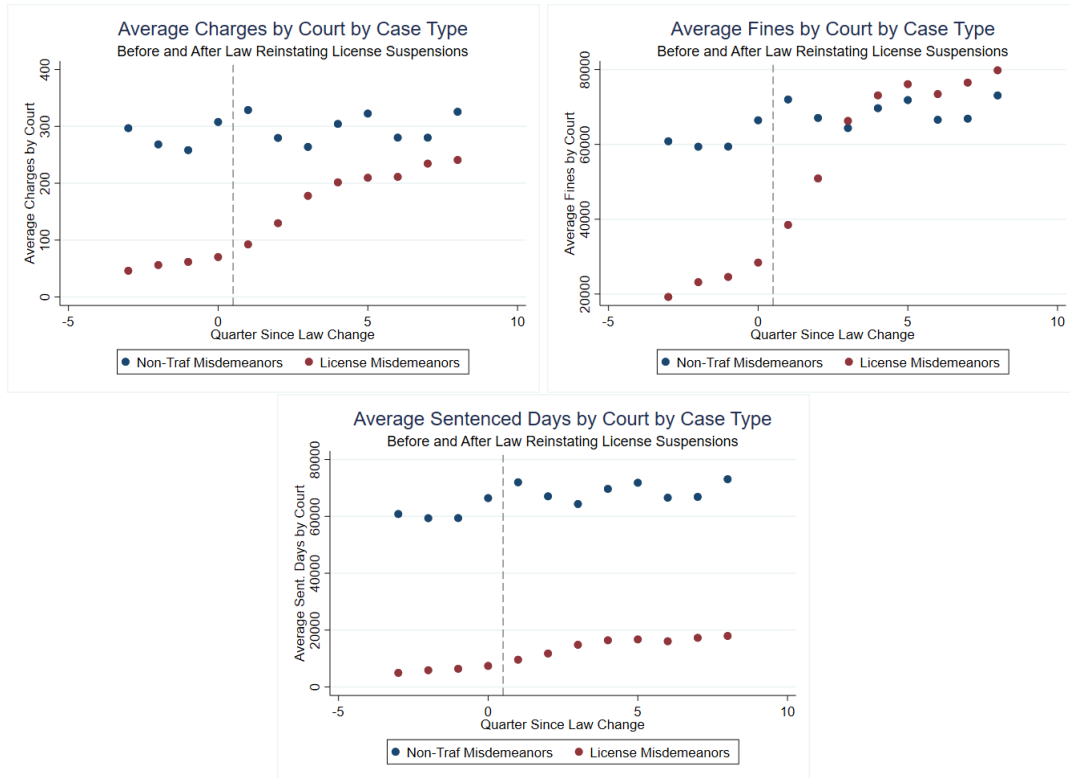 Average Charges by Court by Case Type
Before and After Law Reinstating License Suspensions
Average Charges by Court
400
300
200
100
0
-5
0
5
10
Quarter Since Law Change
Non-Traf Misdemeanors
License Misdemeanors
Average Fines by Court by Case Type
Before and After Law Reinstating License Suspensions
Average Fines by Court
80000
60000
40000
20000
-5
0
5
10
Quarter Since Law Change
Non-Traf Misdemeanors
License Misdemeanors
Average Sentenced Days by Court by Case Type
Before and After Law Reinstating License Suspensions
Average Sent. Days by Court
80000
60000
40000
20000
0
-5
0
5
10
Quarter Since Law Change
Non-Traf Misdemeanors
License Misdemeanors